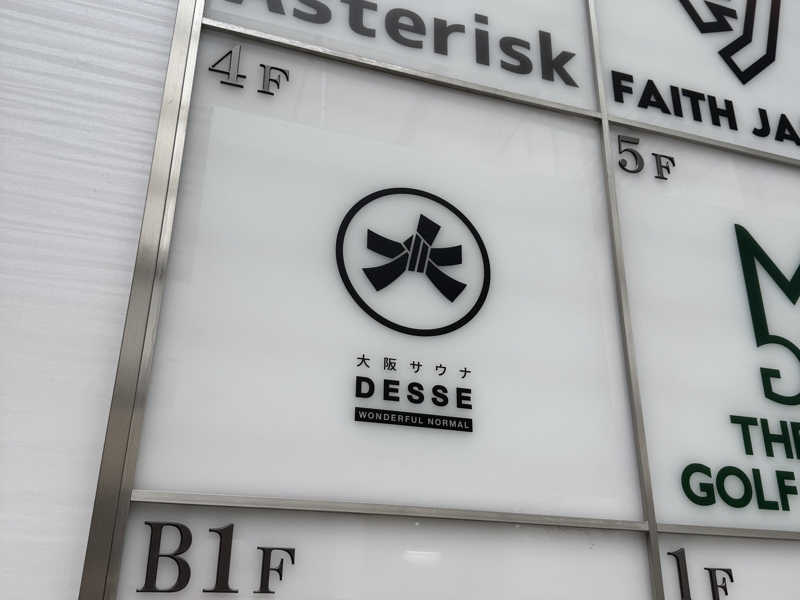 Asterisk
FAITH JA
4F
5F
大阪サウナ
DESSE
WONDERFUL NORMAL
THE
GOLF
B1F
1F